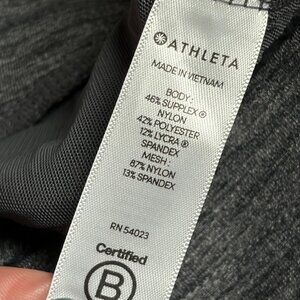 ATHLETA
MADE IN VIETNAM
BODY :
46% SUPPLEX®
NYLON
42% POLYESTER
12% LYCRA®
SPANDEX
MESH :
87% NYLON
13% SPANDEX
RN 54023
Certified
B